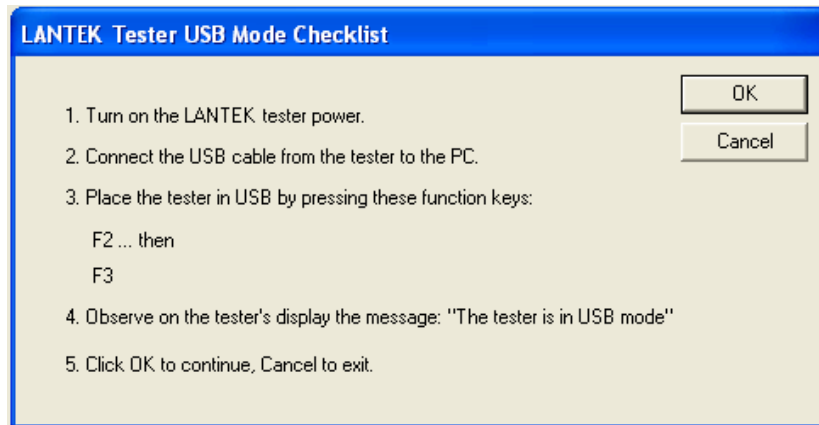 LANTEK Tester USB Mode Checklist
OK
Cancel
1. Turn on the LANTEK tester power.
2. Connect the USB cable from the tester to the PC.
3. Place the tester in USB by pressing these function keys:
F2 ... then
F3
4. Observe on the tester's display the message: "The tester is in USB mode"
5. Click OK to continue, Cancel to exit.